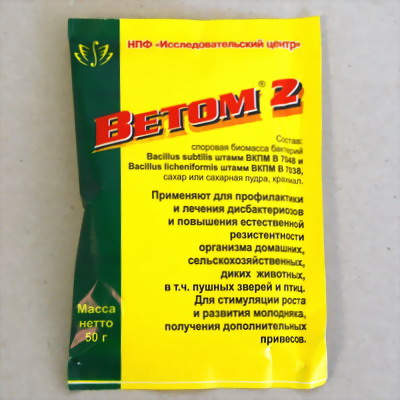 НПФ «Исследовательский центр»
ВЕТОМ® 2
Состав:
споровая биомасса бактерий
Bacillus subtilis штамм ВКПМ В 7048 и
Bacillus licheniformis штамм ВКПМ В 7038,
сахар или сахарная пудра, крахмал.
Применяют для профилактики
и лечения дисбактериозов
и повышения естественной
резистентности
организма домашних,
сельскохозяйственных,
диких животных,
в т.ч. пушных зверей и птиц.
Для стимуляции роста
и развития молодняка,
получения дополнительных
привесов.
Масса
нетто
50 г